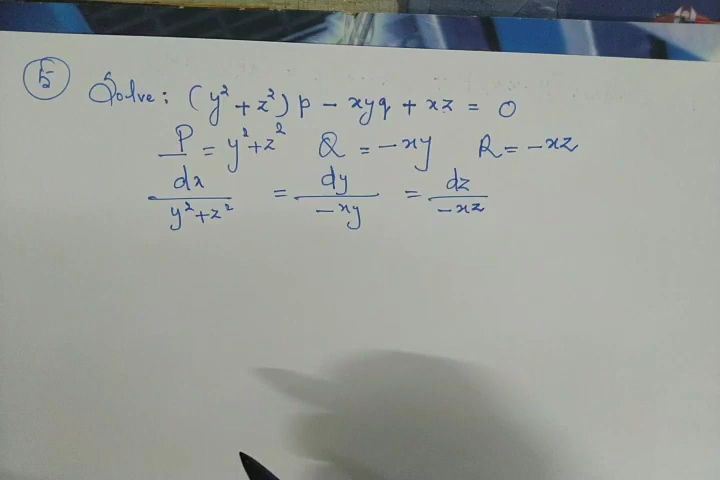 5 Solve: (y² + z²) p - xyq + xz = 0
P = y² + z² Q = -xy R = -xz
dx/(y²+z²) = dy/(-xy) = dz/(-xz)